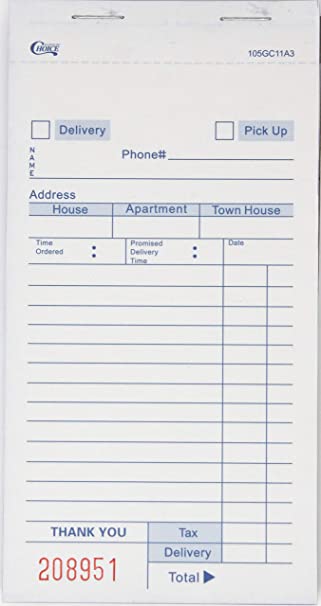 CHOICE
105GC11A3
Delivery
Pick Up
NAME
Phone#
Address
House Apartment Town House
Time Ordered : Promised Delivery Time : Date
THANK YOU Tax
Delivery
208951 Total ▶